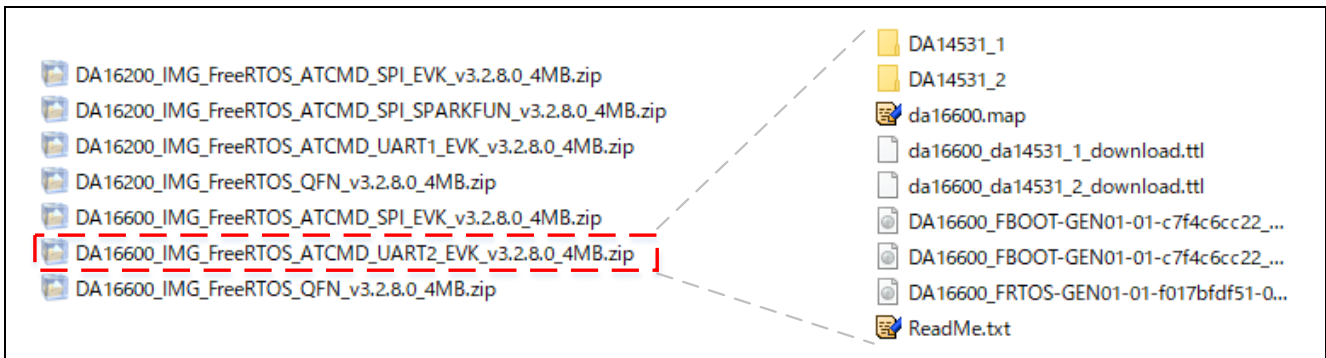 DA16200_IMG_FreeRTOS_ATCMD_SPI_EVK_v3.2.8.0_4MB.zip
DA16200_IMG_FreeRTOS_ATCMD_SPI_SPARKFUN_v3.2.8.0_4MB.zip
DA16200_IMG_FreeRTOS_ATCMD_UART1_EVK_v3.2.8.0_4MB.zip
DA16200_IMG_FreeRTOS_QFN_v3.2.8.0_4MB.zip
DA16600_IMG_FreeRTOS_ATCMD_SPI_EVK_v3.2.8.0_4MB.zip
DA16600_IMG_FreeRTOS_ATCMD_UART2_EVK_v3.2.8.0_4MB.zip
DA16600_IMG_FreeRTOS_QFN_v3.2.8.0_4MB.zip
DA14531_1
DA14531_2
da16600.map
da16600_da14531_1_download.ttl
da16600_da14531_2_download.ttl
DA16600_FBOOT-GEN01-01-c7f4c6cc22_...
DA16600_FBOOT-GEN01-01-c7f4c6cc22_...
DA16600_FRTOS-GEN01-01-f017bfdf51-0...
ReadMe.txt